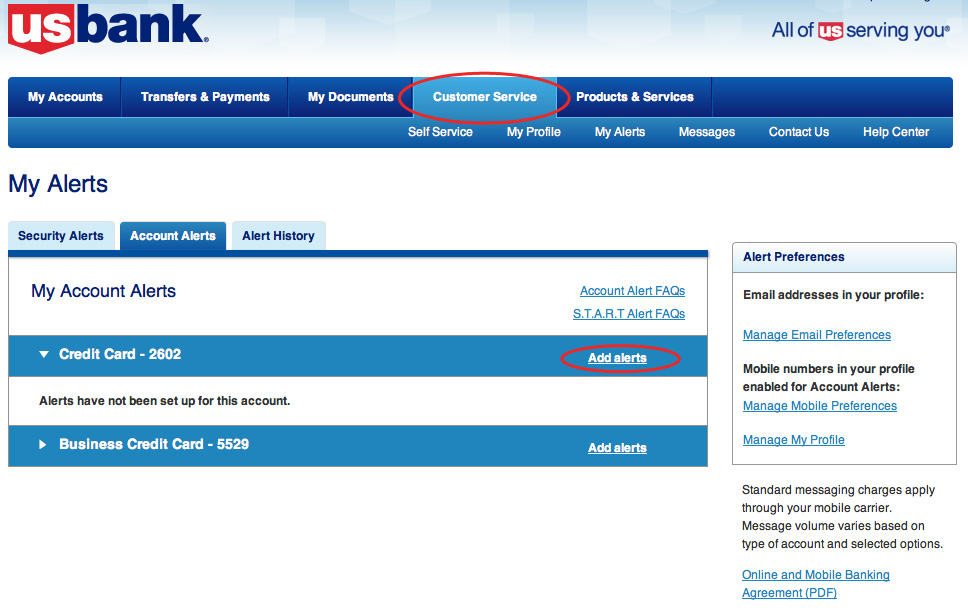 usbank
All of us serving you®
My Accounts
Transfers & Payments
My Documents
Customer Service
Products & Services
Self Service
My Profile
My Alerts
Messages
Contact Us
Help Center
My Alerts
Security Alerts
Account Alerts
Alert History
My Account Alerts
Account Alert FAQs
S.T.A.R.T Alert FAQs
Credit Card - 2602
Add alerts
Alerts have not been set up for this account.
Business Credit Card - 5529
Add alerts
Alert Preferences
Email addresses in your profile:
Manage Email Preferences
Mobile numbers in your profile
enabled for Account Alerts:
Manage Mobile Preferences
Manage My Profile
Standard messaging charges apply
through your mobile carrier.
Message volume varies based on
type of account and selected options.
Online and Mobile Banking
Agreement (PDF)